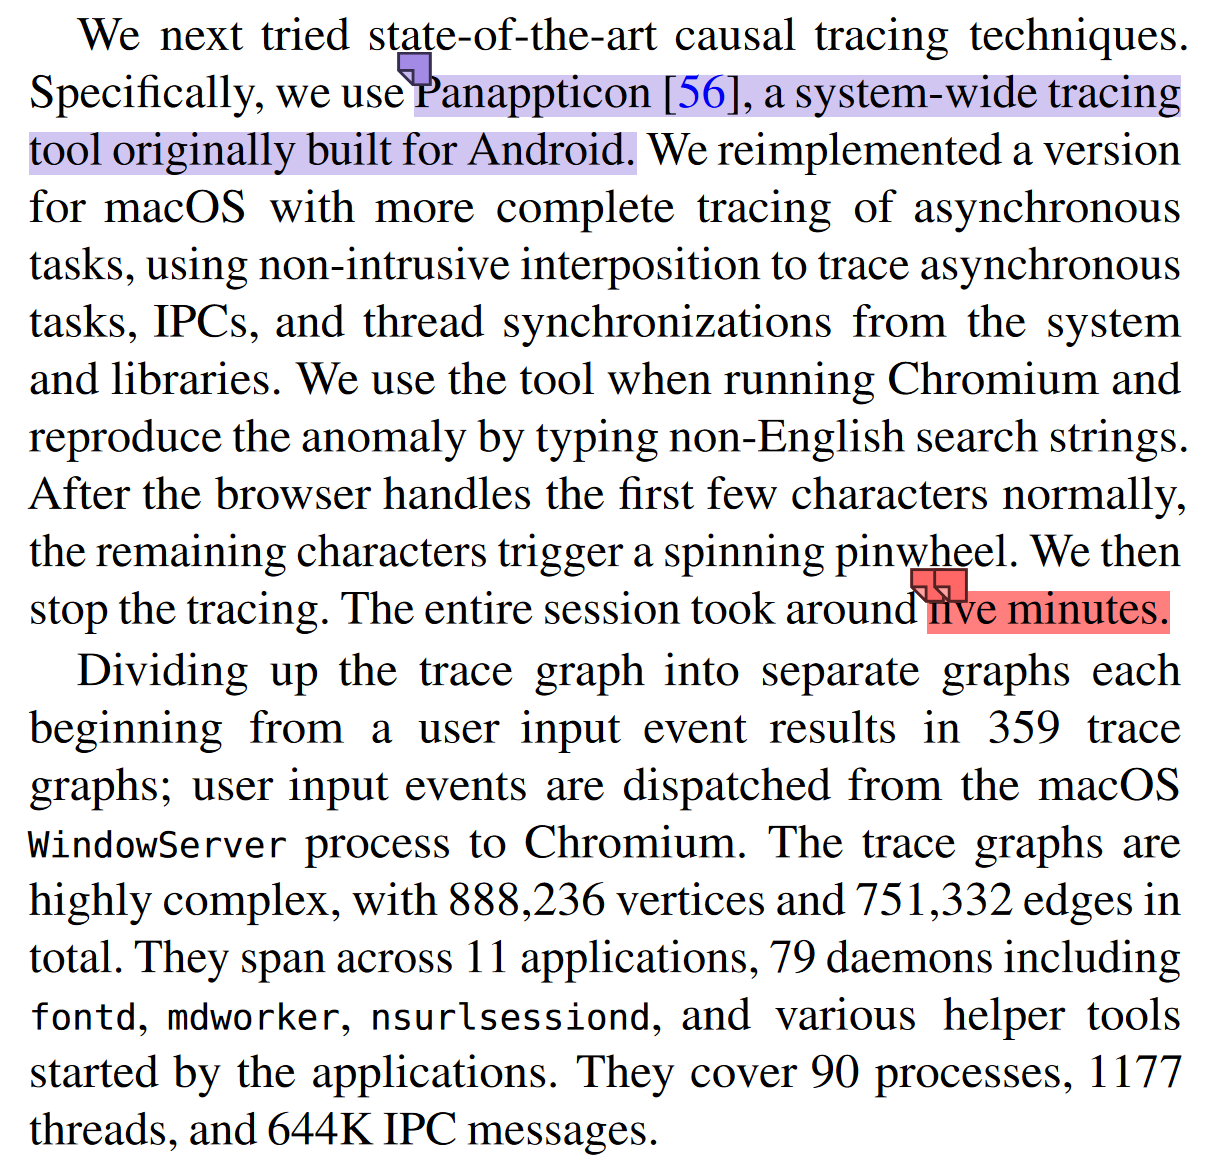 We next tried state-of-the-art causal tracing techniques.
Specifically, we use Panappticon [56], a system-wide tracing
tool originally built for Android. We reimplemented a version
for macOS with more complete tracing of asynchronous
tasks, using non-intrusive interposition to trace asynchronous
tasks, IPCs, and thread synchronizations from the system
and libraries. We use the tool when running Chromium and
reproduce the anomaly by typing non-English search strings.
After the browser handles the first few characters normally,
the remaining characters trigger a spinning pinwheel. We then
stop the tracing. The entire session took around five minutes.
Dividing up the trace graph into separate graphs each
beginning from a user input event results in 359 trace
graphs; user input events are dispatched from the macOS
WindowServer process to Chromium. The trace graphs are
highly complex, with 888,236 vertices and 751,332 edges in
total. They span across 11 applications, 79 daemons including
fontd, mdworker, nsurlsessiond, and various helper tools
started by the applications. They cover 90 processes, 1177
threads, and 644K IPC messages.